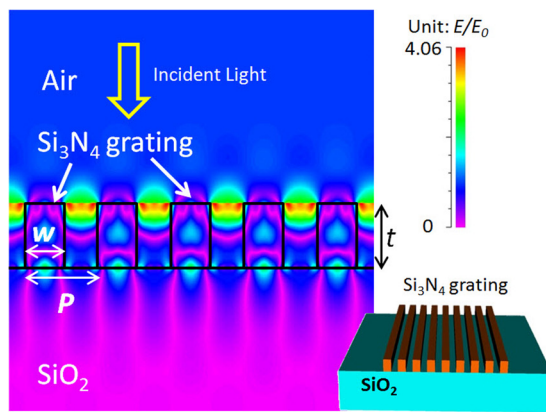 Unit: E/E₀
4.06
0
Air
Incident Light
Si₃N₄ grating
w
t
P
SiO₂
Si₃N₄ grating
SiO₂